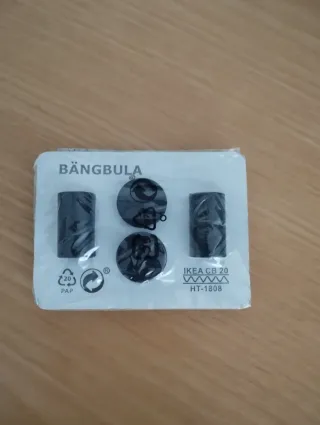 BÄNGBULA
20
PAP
IKEA CB 20
HT-1808